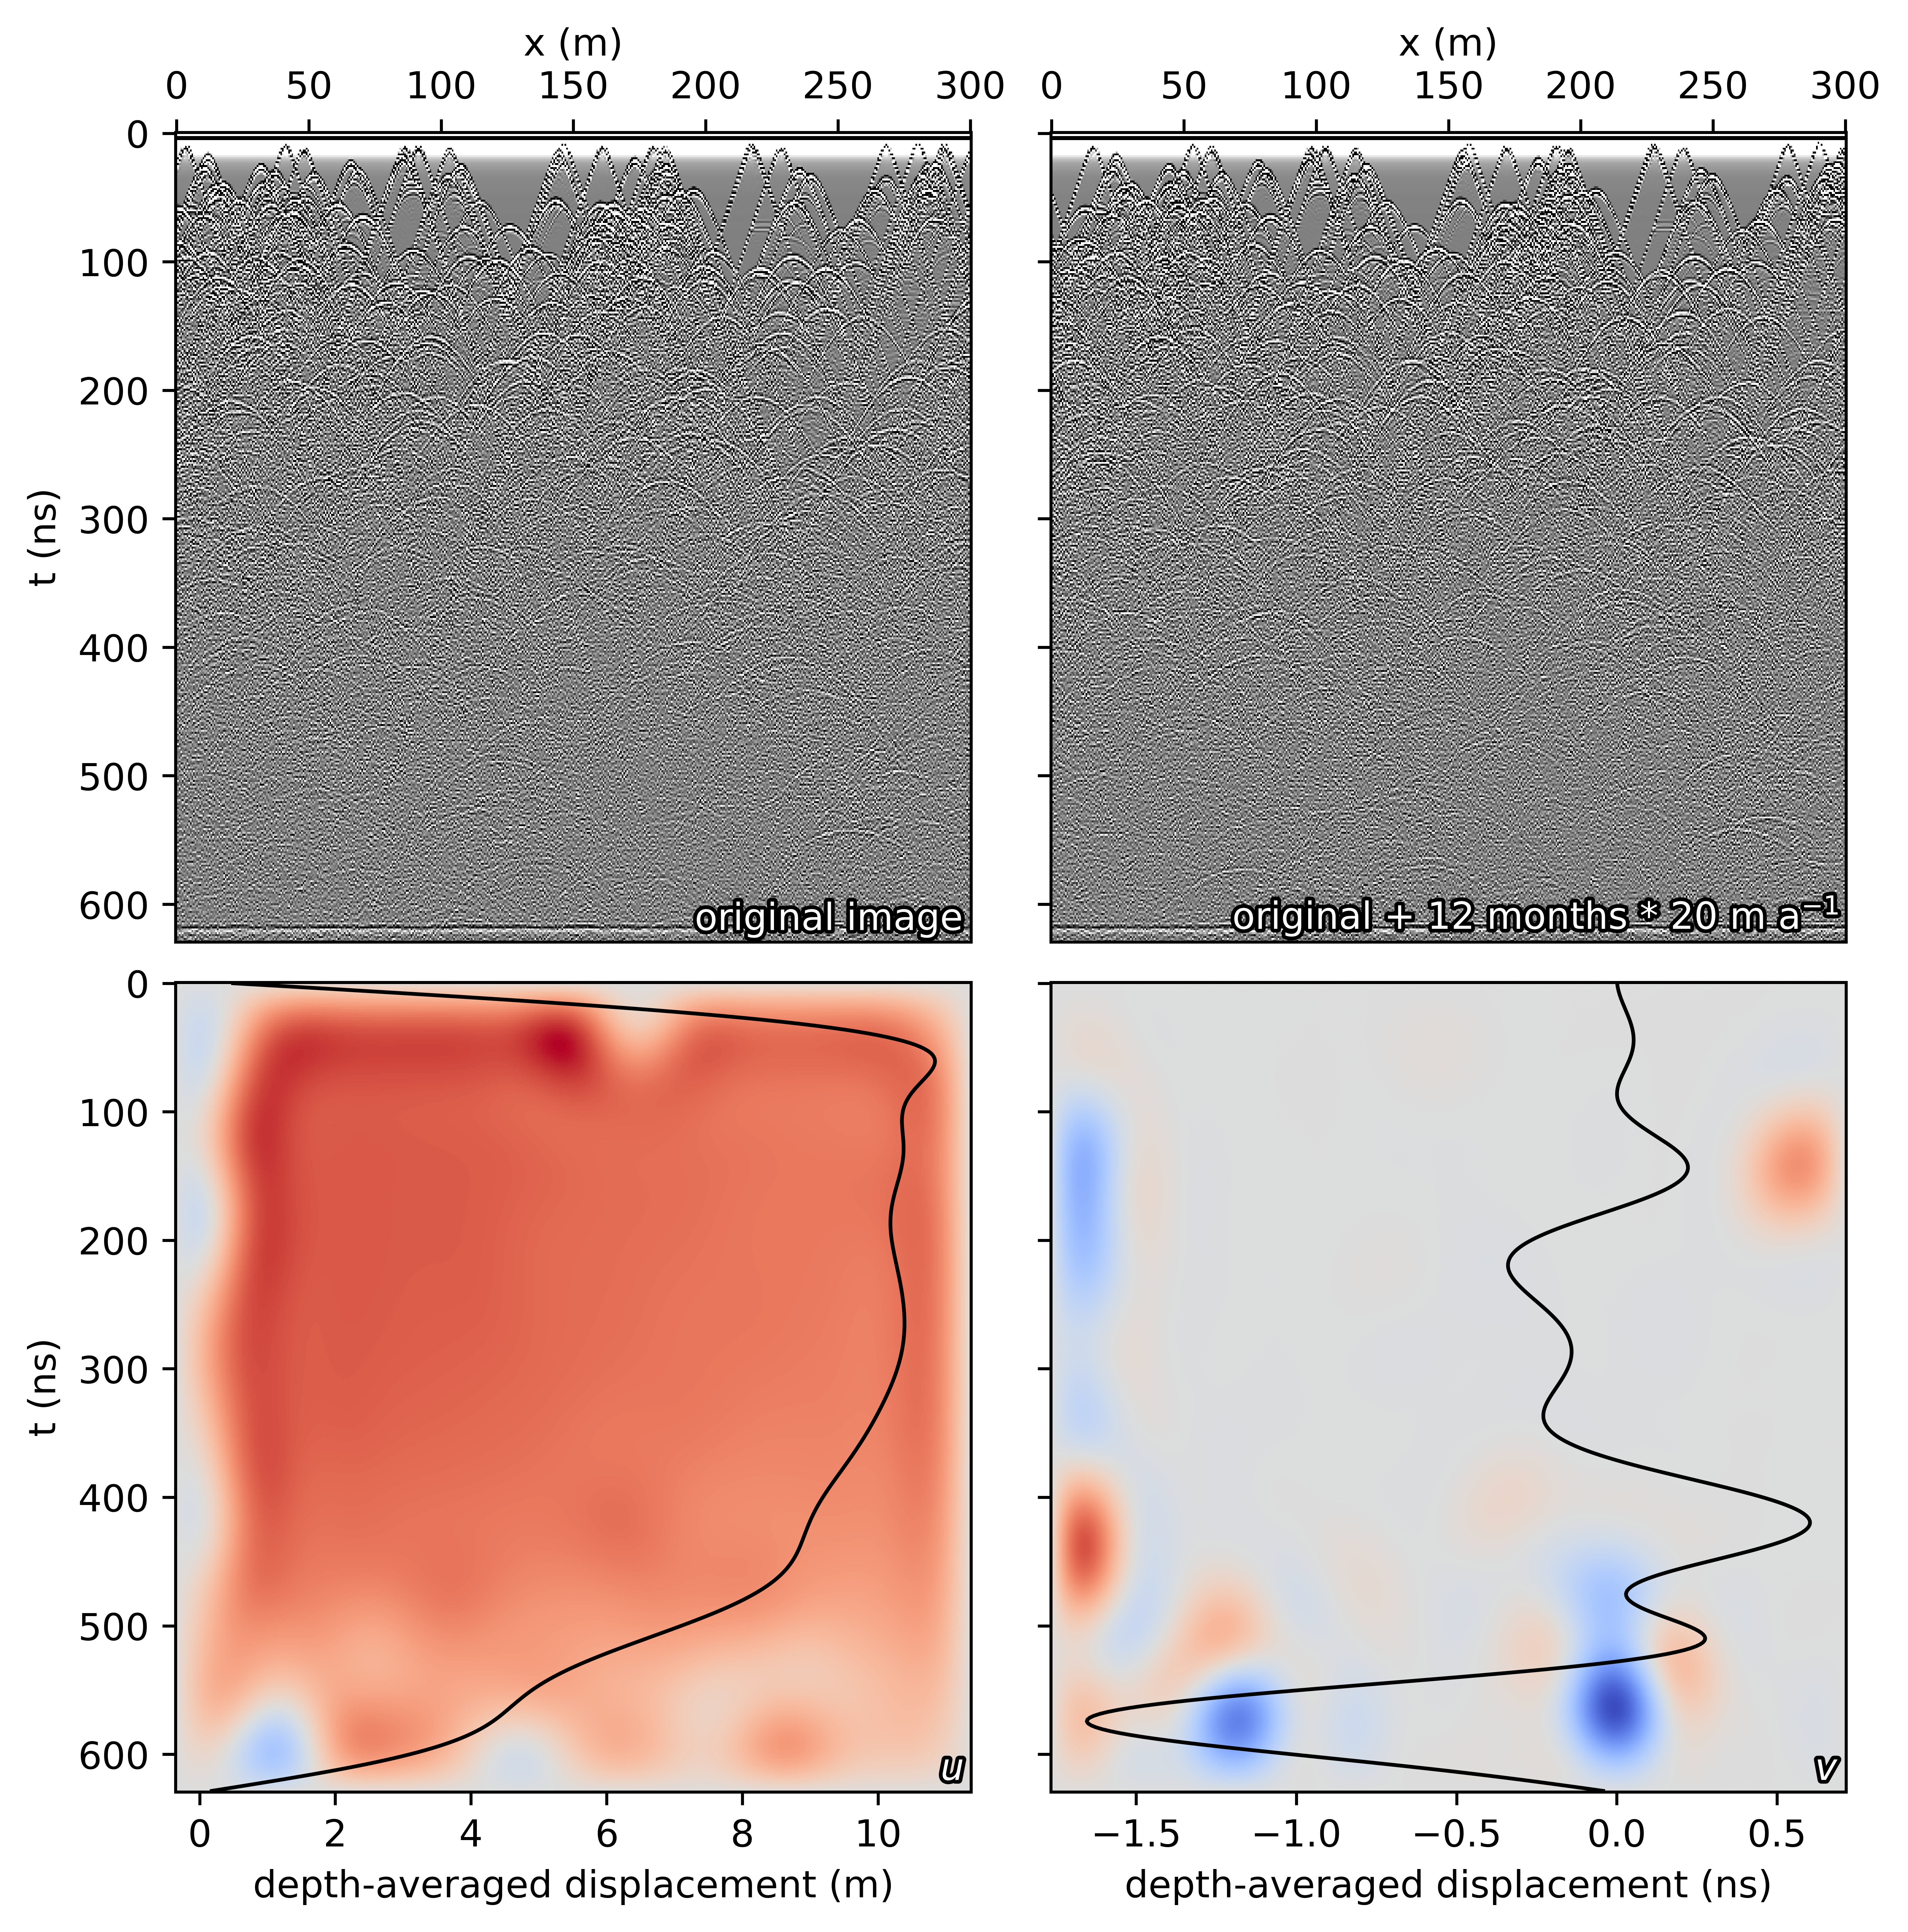 x (m) x (m)
0 50 100 150 200 250 300 0 50 100 150 200 250 300
0
100
200
300
400
500
600
t (ns)
original image
original + 12 months * 20 m a⁻¹
0
100
200
300
400
500
600
t (ns)
u
v
0 2 4 6 8 10
−1.5 −1.0 −0.5 0.0 0.5
depth-averaged displacement (m)
depth-averaged displacement (ns)